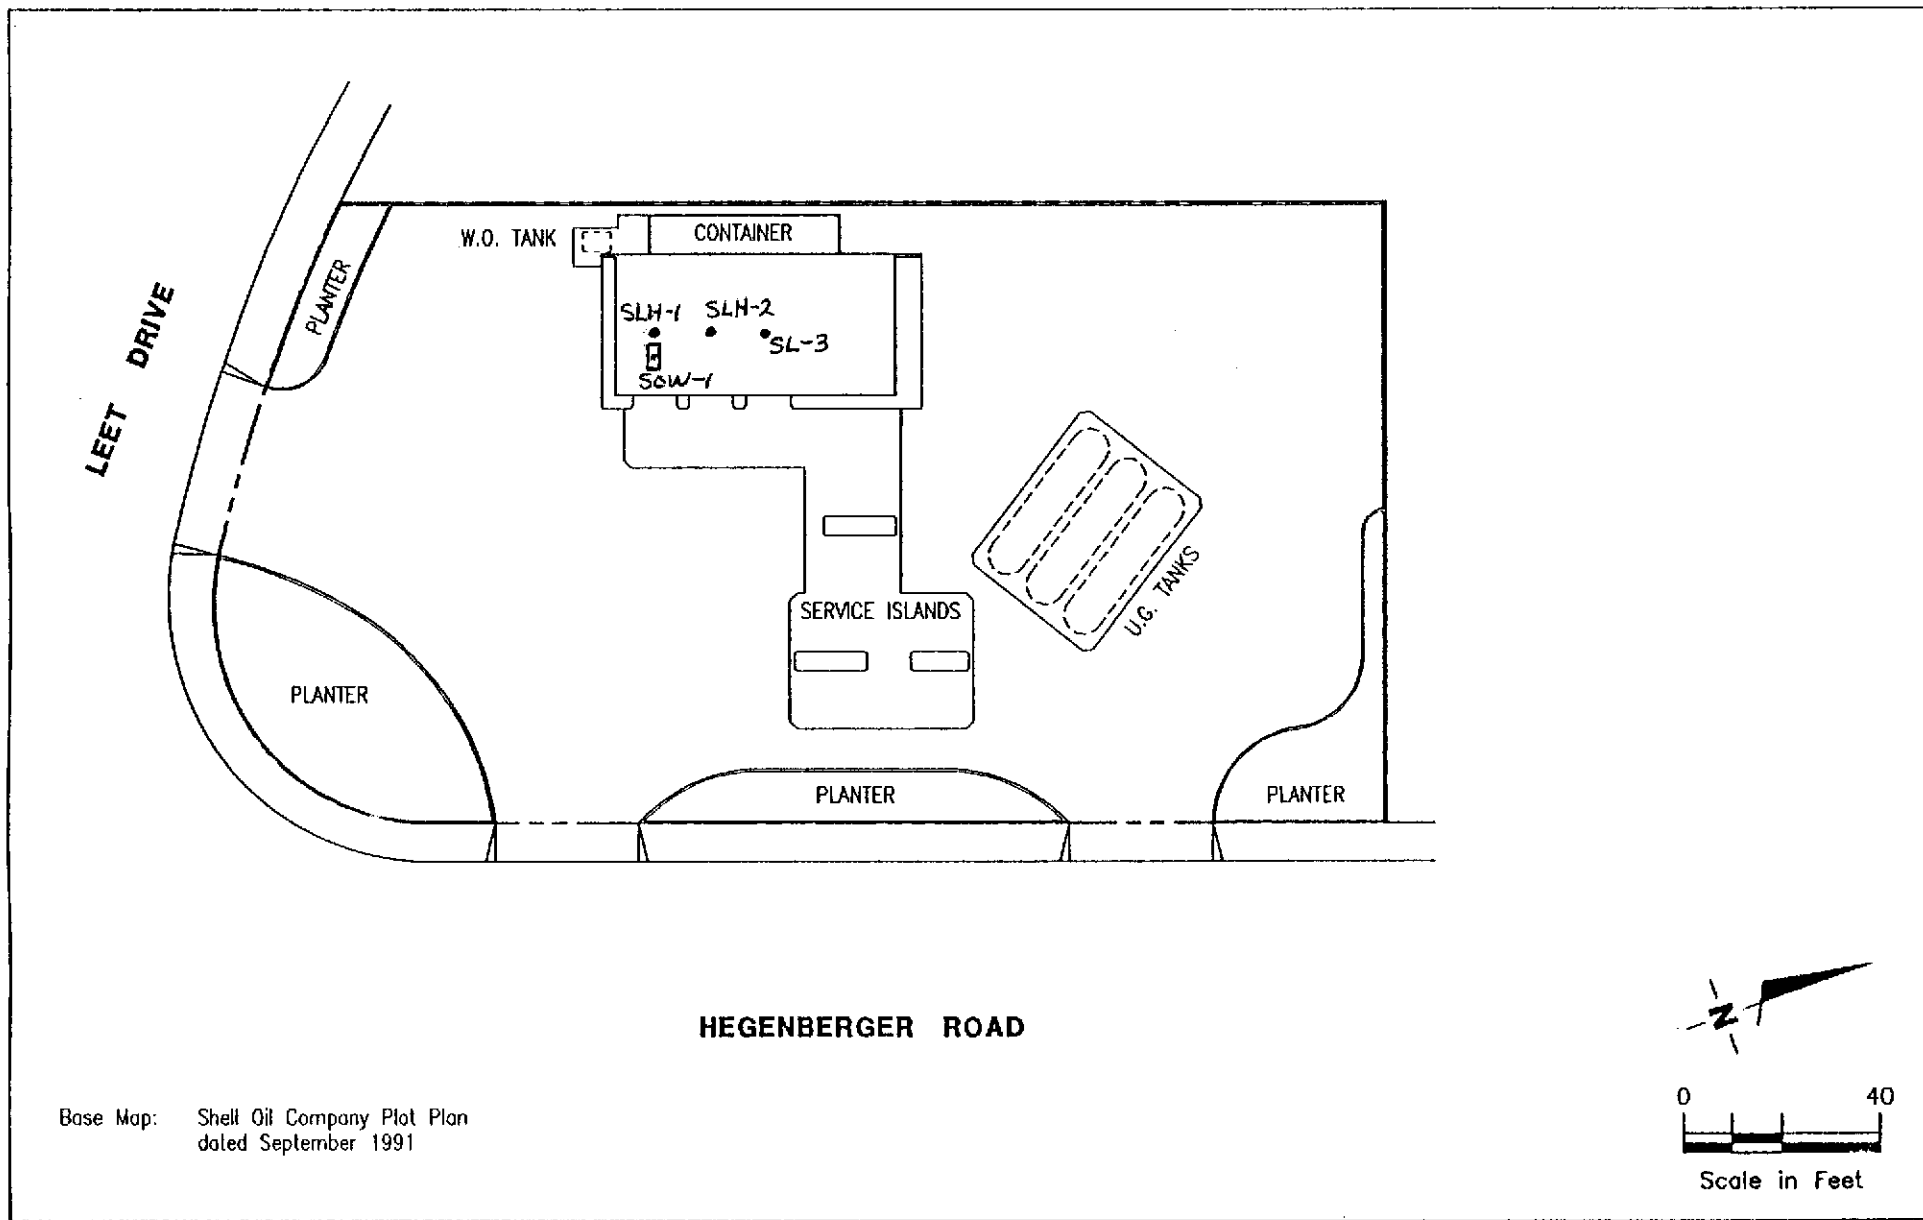 W.O. TANK
CONTAINER
PLANTER
SLH-1
SLH-2
SL-3
SOW-1
LEET DRIVE
U.G. TANKS
SERVICE ISLANDS
PLANTER
PLANTER
PLANTER
HEGENBERGER ROAD
N
Base Map: Shell Oil Company Plot Plan
dated September 1991
0 40
Scale in Feet